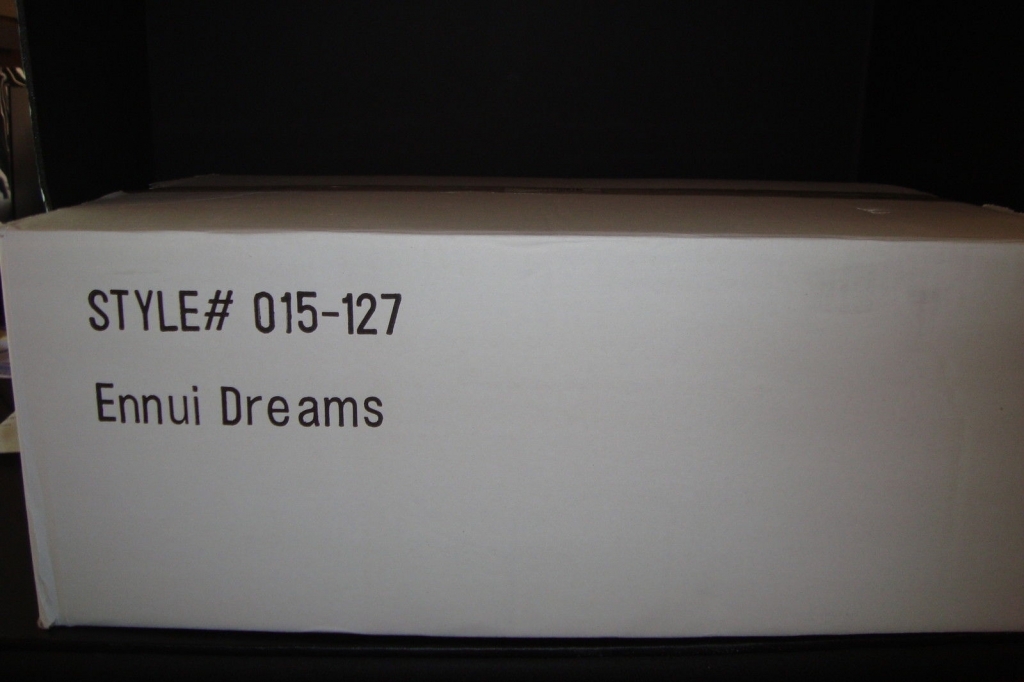 STYLE# 015-127
Ennui Dreams